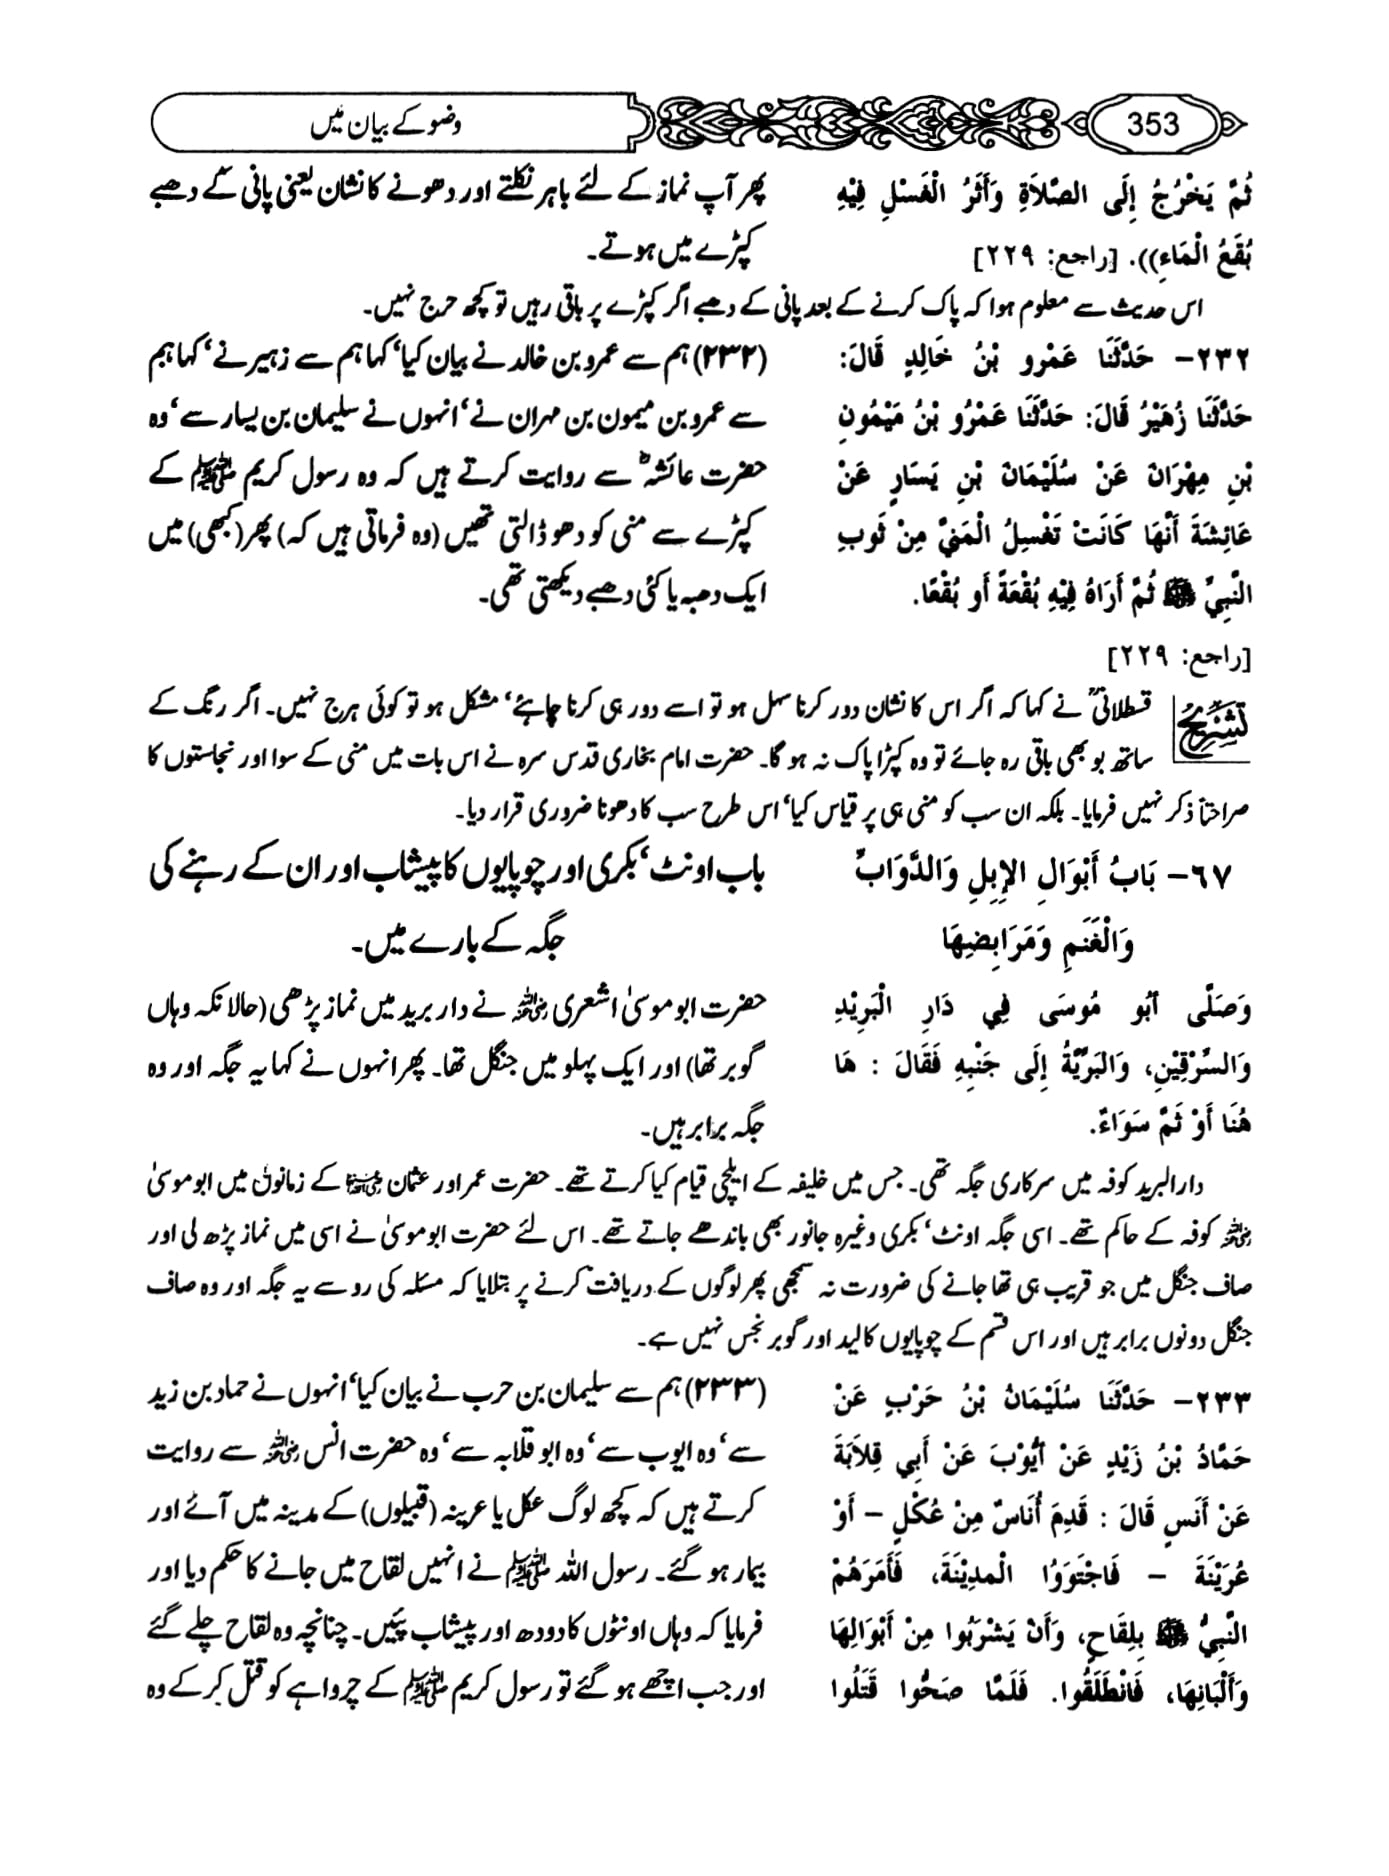 353
وضو کے بیان میں
ثُمَّ يَخْرُجُ إِلَى الصَّلاَةِ وَأَثَرُ الْغَسْلِ فِيْهِ
بُقَعُ الْمَاءِ)). [راجع: ٢٢٩]
پھر آپ نماز کے لئے باہر نکلتے اور دھونے کا نشان یعنی پانی کے دھبے
کپڑے میں ہوتے۔
اس حدیث سے معلوم ہوا کہ پاک کرنے کے بعد پانی کے دھبے اگر کپڑے پر باقی رہیں تو کچھ حرج نہیں۔
٢٣٢- حَدَّثَنَا عَمْرو بْنُ خَالِدٍ قَالَ:
حَدَّثَنَا زُهَيْرُ قَالَ: حَدَّثَنَا عَمْرُو بْنُ مَيْمُونِ
بْنِ مِهْرَانَ عَنْ سُلَيْمَانَ بْنِ يَسَارٍ عَنْ
عَائِشَةَ أَنَّهَا كَانَتْ تَغْسِلُ الْمَنِيَّ مِنْ ثَوبِ
النَّبِيِّ ﷺ ثُمَّ أَرَاهُ فِيْهِ بُقْعَةً أَو بُقْعًا.
[راجع: ٢٢٩]
(۲۳۲) ہم سے عمرو بن خالد نے بیان کیا‘ کہا ہم سے زہیر نے‘ کہا ہم
سے عمرو بن میمون بن مہران نے‘ انہوں نے سلیمان بن یسار سے‘ وہ
حضرت عائشہؓ سے روایت کرتے ہیں کہ وہ رسول کریم ﷺ کے
کپڑے سے منی کو دھو ڈالتی تھیں (وہ فرماتی ہیں کہ) پھر (کبھی) میں
ایک دھبہ یا کئی دھبے دیکھتی تھی۔
تشریح
قسطلانیؒ نے کہا کہ اگر اس کا نشان دور کرنا سہل ہو تو اسے دور ہی کرنا چاہئے‘ مشکل ہو تو کوئی ہرج نہیں۔ اگر رنگ کے
ساتھ بو بھی باقی رہ جائے تو وہ کپڑا پاک نہ ہو گا۔ حضرت امام بخاری قدس سرہ نے اس بات میں منی کے سوا اور نجاستوں کا
صراحتاً ذکر نہیں فرمایا۔ بلکہ ان سب کو منی ہی پر قیاس کیا‘ اس طرح سب کا دھونا ضروری قرار دیا۔
٦٧- بَابُ أَبْوَالِ الإِبِلِ وَالدَّوَابِّ
وَالْغَنَمِ وَمَرَابِضِهَا
باب اونٹ‘ بکری اور چوپایوں کا پیشاب اور ان کے رہنے کی
جگہ کے بارے میں۔
وَصَلَّى أَبُو مُوسَى فِي دَارِ الْبَرِيْدِ
وَالسِّرْقِيْنِ، وَالْبَرِّيَّةُ إِلَى جَنْبِهِ فَقَالَ : هَا
هُنَا أَوْ ثَمَّ سَوَاءٌ.
حضرت ابو موسیٰ اشعری رضی اللہ عنہ نے دار برید میں نماز پڑھی (حالانکہ وہاں
گوبر تھا) اور ایک پہلو میں جنگل تھا۔ پھر انہوں نے کہا یہ جگہ اور وہ
جگہ برابر ہیں۔
دار البرید کوفہ میں سرکاری جگہ تھی۔ جس میں خلیفہ کے ایلچی قیام کیا کرتے تھے۔ حضرت عمر اور عثمان رضی اللہ عنہما کے زمانوں میں ابو موسیٰ
رضی اللہ عنہ کوفہ کے حاکم تھے۔ اسی جگہ اونٹ‘ بکری وغیرہ جانور بھی باندھے جاتے تھے۔ اس لئے حضرت ابو موسیٰ نے اسی میں نماز پڑھ لی اور
صاف جنگل میں جو قریب ہی تھا جانے کی ضرورت نہ سمجھی پھر لوگوں کے دریافت کرنے پر بتلایا کہ مسئلہ کی رو سے یہ جگہ اور وہ صاف
جنگل دونوں برابر ہیں اور اس قسم کے چوپایوں کا لید اور گوبر نجس نہیں ہے۔
٢٣٣- حَدَّثَنَا سُلَيْمَانُ بْنُ حَرْبٍ عَنْ
حَمَّادُ بْنُ زَيْدٍ عَنْ أَيُّوْبَ عَنْ أَبِي قِلاَبَةَ
عَنْ أَنَسٍ قَالَ : قَدِمَ أُنَاسٌ مِنْ عُكْلٍ - أَوْ
عُرَيْنَةَ - فَاجْتَوَوُا الْمدِيْنَةَ، فَأَمَرَهُمْ
النَّبِيُّ ﷺ بِلِقَاحٍ، وَأَنْ يَشْرَبُوا مِنْ أَبْوَالِهَا
وَأَلْبَانِهَا، فَانْطَلَقُوا. فَلَمَّا صَحُّوا قَتَلُوا
(۲۳۳) ہم سے سلیمان بن حرب نے بیان کیا‘ انہوں نے حماد بن زید
سے‘ وہ ایوب سے‘ وہ ابو قلابہ سے‘ وہ حضرت انس رضی اللہ عنہ سے روایت
کرتے ہیں کہ کچھ لوگ عکل یا عرینہ (قبیلوں) کے مدینہ میں آئے اور
بیمار ہو گئے۔ رسول اللہ ﷺ نے انہیں لقاح میں جانے کا حکم دیا اور
فرمایا کہ وہاں اونٹوں کا دودھ اور پیشاب پئیں۔ چنانچہ وہ لقاح چلے گئے
اور جب اچھے ہو گئے تو رسول کریم ﷺ کے چرواہے کو قتل کر کے وہ